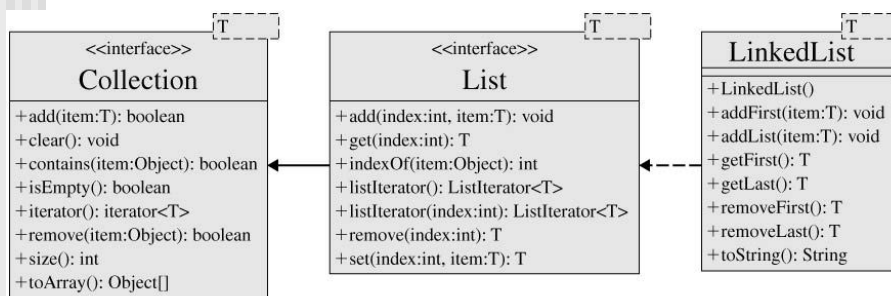 T
<<interface>>
Collection
+add(item:T): boolean
+clear(): void
+contains(item:Object): boolean
+isEmpty(): boolean
+iterator(): iterator<T>
+remove(item:Object): boolean
+size(): int
+toArray(): Object[]
T
<<interface>>
List
+add(index:int, item:T): void
+get(index:int): T
+indexOf(item:Object): int
+listIterator(): ListIterator<T>
+listIterator(index:int): ListIterator<T>
+remove(index:int): T
+set(index:int, item:T): T
T
LinkedList
+LinkedList()
+addFirst(item:T): void
+addList(item:T): void
+getFirst(): T
+getLast(): T
+removeFirst(): T
+removeLast(): T
+toString(): String